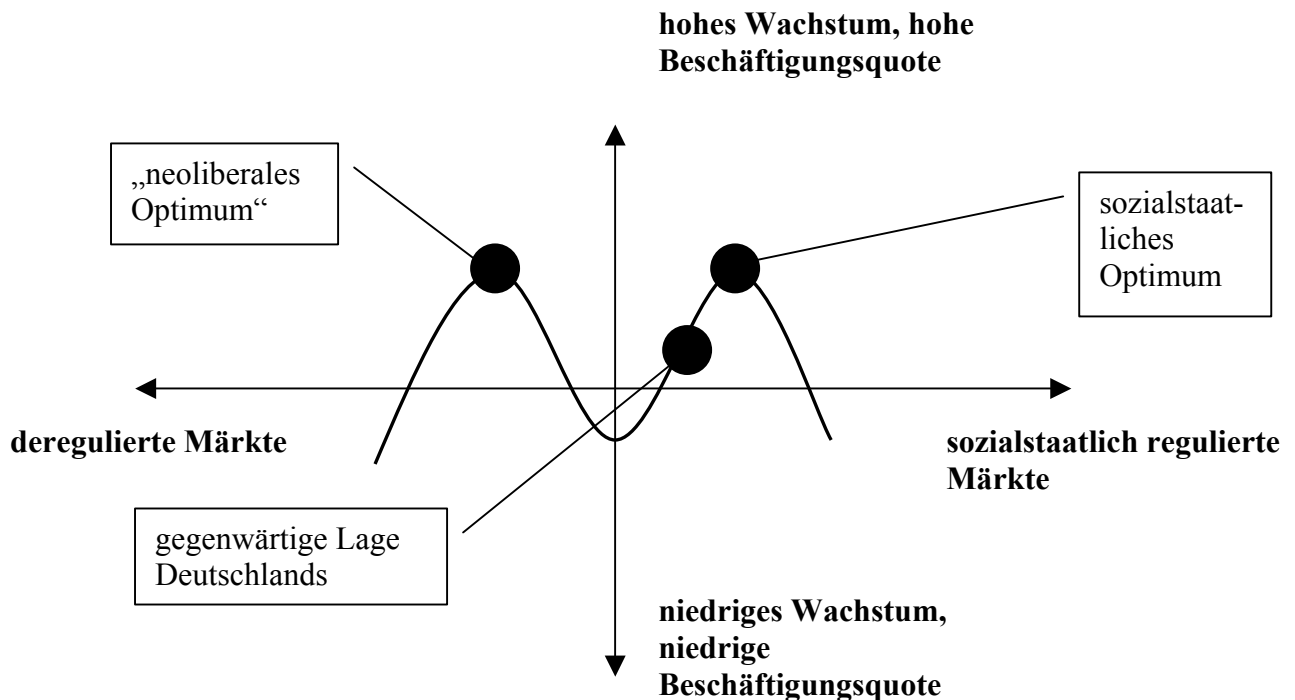 hohes Wachstum, hohe
Beschäftigungsquote
„neoliberales
Optimum“
sozialstaat-
liches
Optimum
deregulierte Märkte
sozialstaatlich regulierte
Märkte
gegenwärtige Lage
Deutschlands
niedriges Wachstum,
niedrige
Beschäftigungsquote